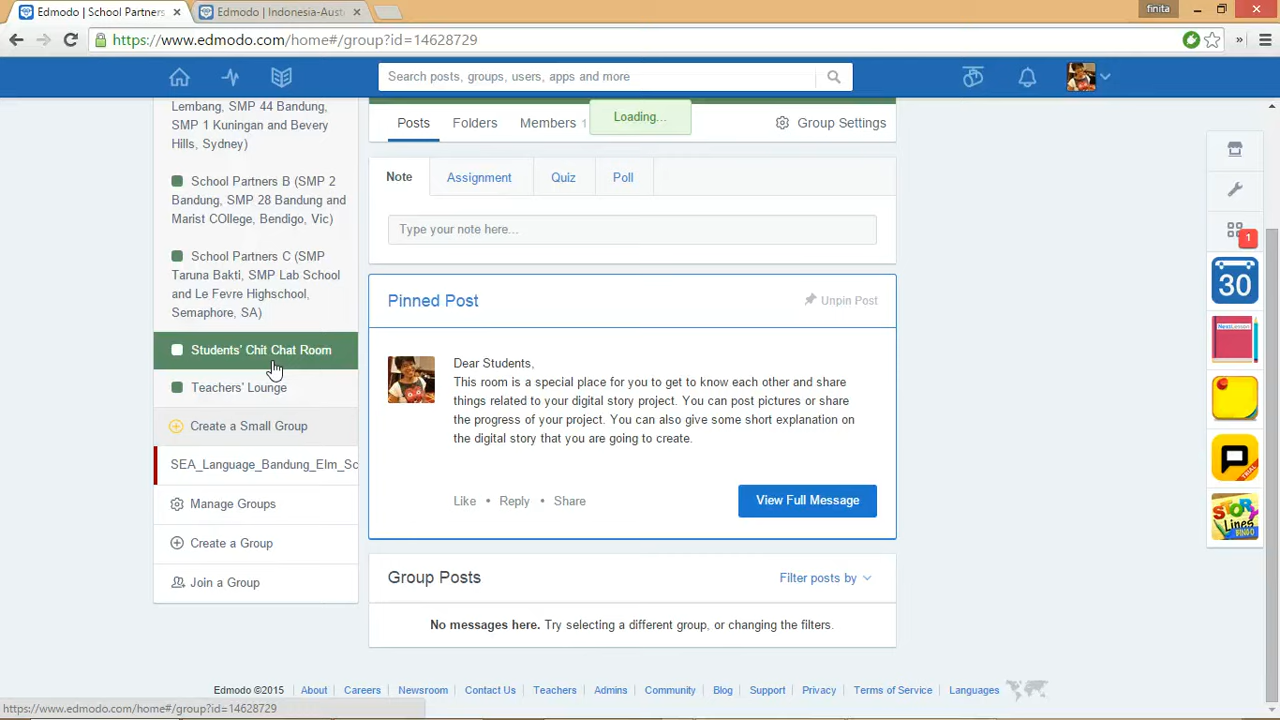 Edmodo | School Partners
Edmodo | Indonesia-Aust
finita
https://www.edmodo.com/home#/group?id=14628729
Search posts, groups, users, apps and more
Loading...
Lembang, SMP 44 Bandung,
SMP 1 Kuningan and Bevery
Hills, Sydney)
School Partners B (SMP 2
Bandung, SMP 28 Bandung and
Marist COllege, Bendigo, Vic)
School Partners C (SMP
Taruna Bakti, SMP Lab School
and Le Fevre Highschool,
Semaphore, SA)
Students' Chit Chat Room
Teachers' Lounge
Create a Small Group
SEA_Language_Bandung_Elm_Sc
Manage Groups
Create a Group
Join a Group
Posts Folders Members 1 Group Settings
Note Assignment Quiz Poll
Type your note here...
Pinned Post Unpin Post
Dear Students,
This room is a special place for you to get to know each other and share
things related to your digital story project. You can post pictures or share
the progress of your project. You can also give some short explanation on
the digital story that you are going to create.
Like • Reply • Share View Full Message
Group Posts Filter posts by
No messages here. Try selecting a different group, or changing the filters.
1
30
NextLesson
TRIAL
STORY
Lines
BINGO
Edmodo ©2015 About Careers Newsroom Contact Us Teachers Admins Community Blog Support Privacy Terms of Service Languages
https://www.edmodo.com/home#/group?id=14628729